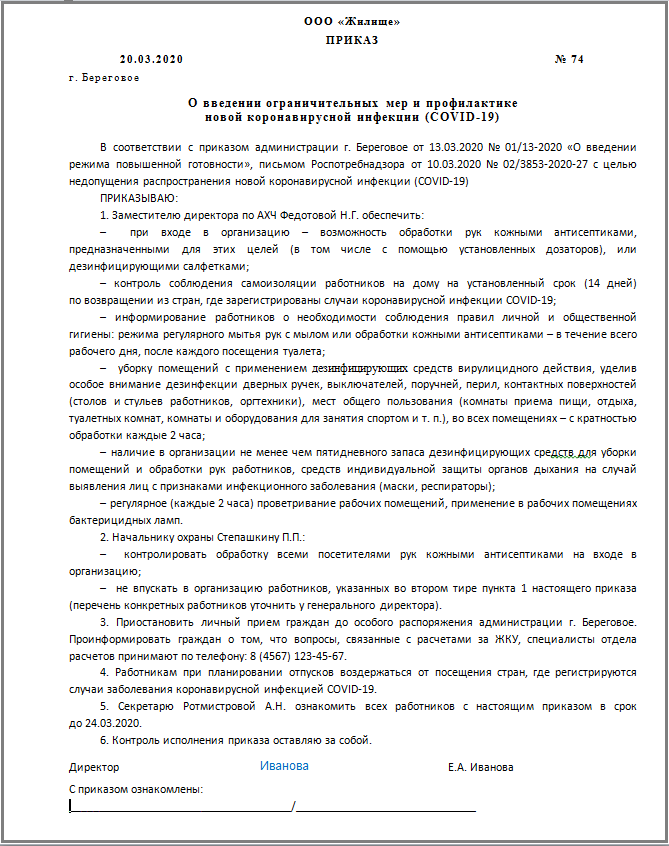 ООО «Жилище»
ПРИКАЗ
20.03.2020 № 74
г. Береговое
О введении ограничительных мер и профилактике
новой коронавирусной инфекции (COVID-19)
В соответствии с приказом администрации г. Береговое от 13.03.2020 № 01/13-2020 «О введении
режима повышенной готовности», письмом Роспотребнадзора от 10.03.2020 № 02/3853-2020-27 с целью
недопущения распространения новой коронавирусной инфекции (COVID-19)
ПРИКАЗЫВАЮ:
1. Заместителю директора по АХЧ Федотовой Н.Г. обеспечить:
– при входе в организацию – возможность обработки рук кожными антисептиками,
предназначенными для этих целей (в том числе с помощью установленных дозаторов), или
дезинфицирующими салфетками;
– контроль соблюдения самоизоляции работников на дому на установленный срок (14 дней)
по возвращении из стран, где зарегистрированы случаи коронавирусной инфекции COVID-19;
– информирование работников о необходимости соблюдения правил личной и общественной
гигиены: режима регулярного мытья рук с мылом или обработки кожными антисептиками – в течение всего
рабочего дня, после каждого посещения туалета;
– уборку помещений с применением дезинфицирующих средств вирулицидного действия, уделив
особое внимание дезинфекции дверных ручек, выключателей, поручней, перил, контактных поверхностей
(столов и стульев работников, оргтехники), мест общего пользования (комнаты приема пищи, отдыха,
туалетных комнат, комнаты и оборудования для занятия спортом и т. п.), во всех помещениях – с кратностью
обработки каждые 2 часа;
– наличие в организации не менее чем пятидневного запаса дезинфицирующих средств для уборки
помещений и обработки рук работников, средств индивидуальной защиты органов дыхания на случай
выявления лиц с признаками инфекционного заболевания (маски, респираторы);
– регулярное (каждые 2 часа) проветривание рабочих помещений, применение в рабочих помещениях
бактерицидных ламп.
2. Начальнику охраны Степашкину П.П.:
– контролировать обработку всеми посетителями рук кожными антисептиками на входе в
организацию;
– не впускать в организацию работников, указанных во втором тире пункта 1 настоящего приказа
(перечень конкретных работников уточнить у генерального директора).
3. Приостановить личный прием граждан до особого распоряжения администрации г. Береговое.
Проинформировать граждан о том, что вопросы, связанные с расчетами за ЖКУ, специалисты отдела
расчетов принимают по телефону: 8 (4567) 123-45-67.
4. Работникам при планировании отпусков воздержаться от посещения стран, где регистрируются
случаи заболевания коронавирусной инфекцией COVID-19.
5. Секретарю Ротмистровой А.Н. ознакомить всех работников с настоящим приказом в срок
до 24.03.2020.
6. Контроль исполнения приказа оставляю за собой.
Директор Иванова Е.А. Иванова
С приказом ознакомлены:
___________________________________/____________________________